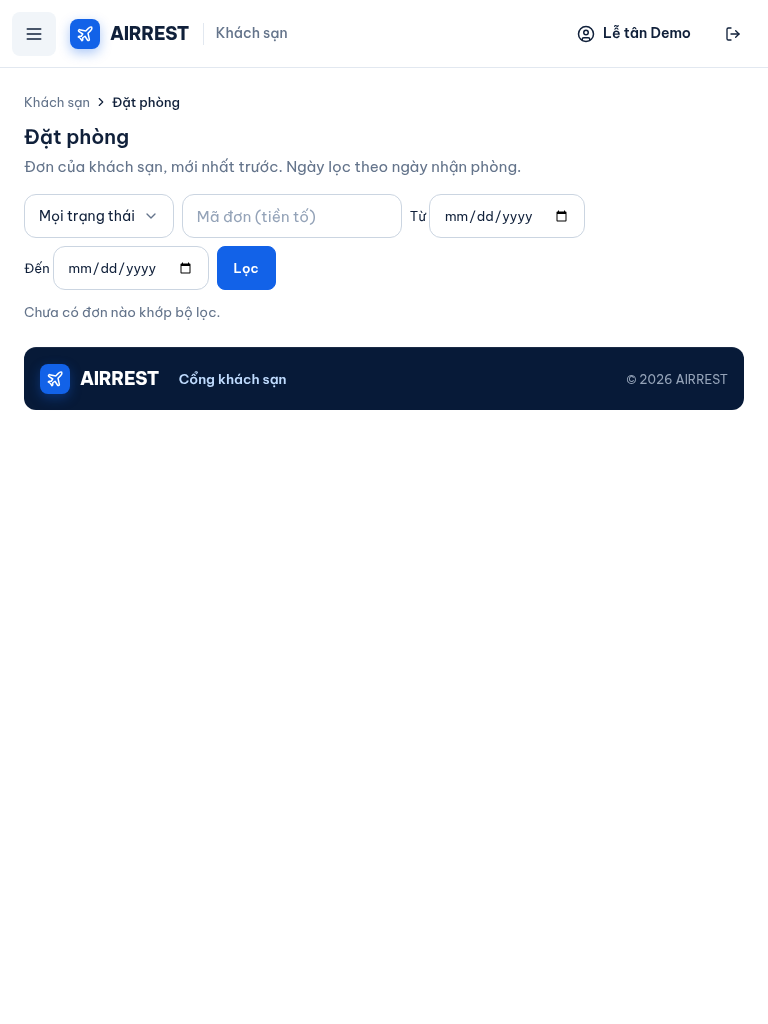 AIRREST Khách sạn Lễ tân Demo
Khách sạn > Đặt phòng
Đặt phòng
Đơn của khách sạn, mới nhất trước. Ngày lọc theo ngày nhận phòng.
Mọi trạng thái Mã đơn (tiền tố) Từ mm/dd/yyyy
Đến mm/dd/yyyy Lọc
Chưa có đơn nào khớp bộ lọc.
AIRREST Cổng khách sạn © 2026 AIRREST